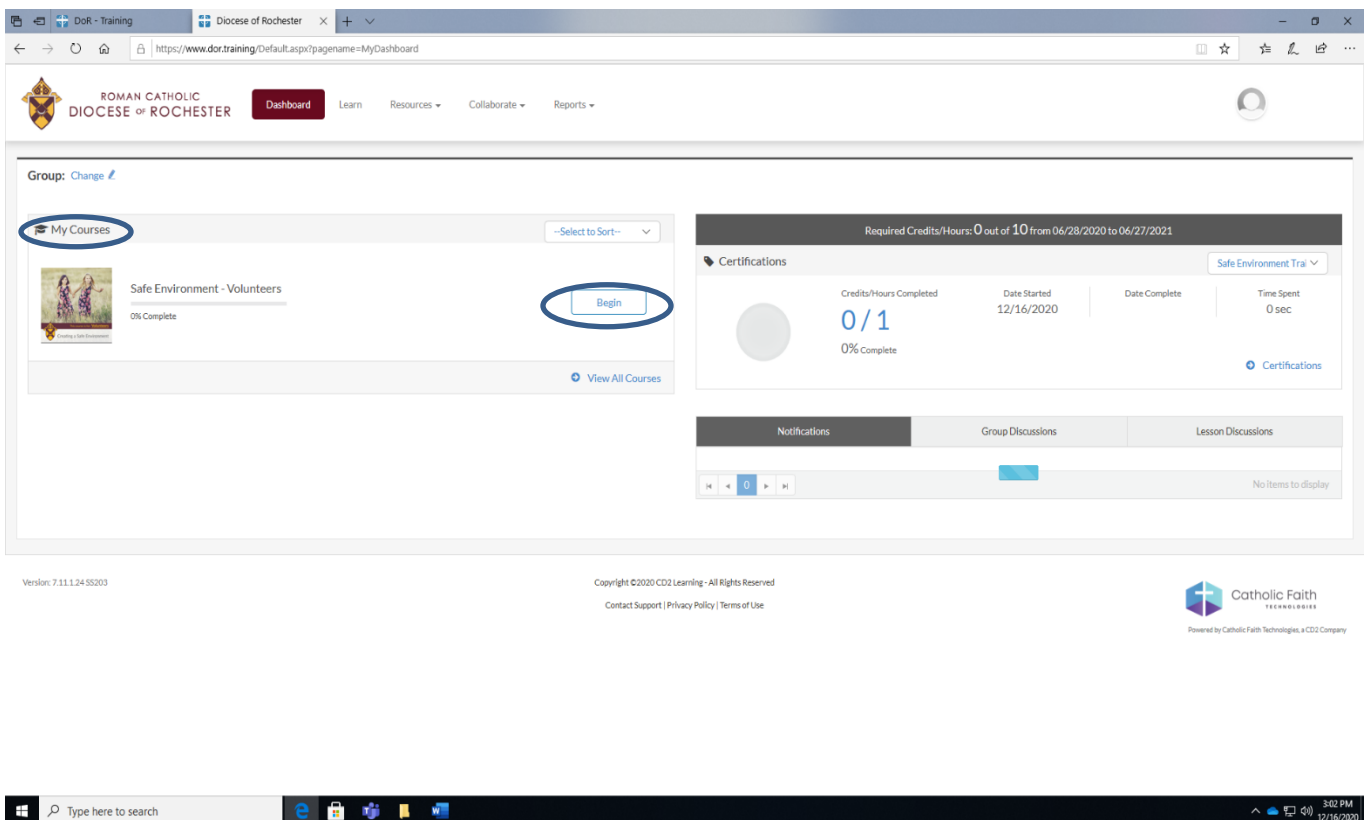 DoR - Training
Diocese of Rochester
https://www.dor.training/Default.aspx?pagename=MyDashboard
ROMAN CATHOLIC
DIOCESE OF ROCHESTER
Dashboard
Learn
Resources
Collaborate
Reports
Group: Change
My Courses
--Select to Sort--
Safe Environment - Volunteers
0% Complete
Begin
Creating a Safe Environment
View All Courses
Required Credits/Hours: 0 out of 10 from 06/28/2020 to 06/27/2021
Certifications
Safe Environment Trai
Credits/Hours Completed
0 / 1
0% Complete
Date Started
12/16/2020
Date Complete
Time Spent
0 sec
Certifications
Notifications
Group Discussions
Lesson Discussions
0
No items to display
Version: 7.11.1.24 55203
Copyright ©2020 CD2 Learning - All Rights Reserved
Contact Support | Privacy Policy | Terms of Use
Catholic Faith
TECHNOLOGIES
Powered by Catholic Faith Technologies, a CD2 Company
Type here to search
3:02 PM
12/16/2020